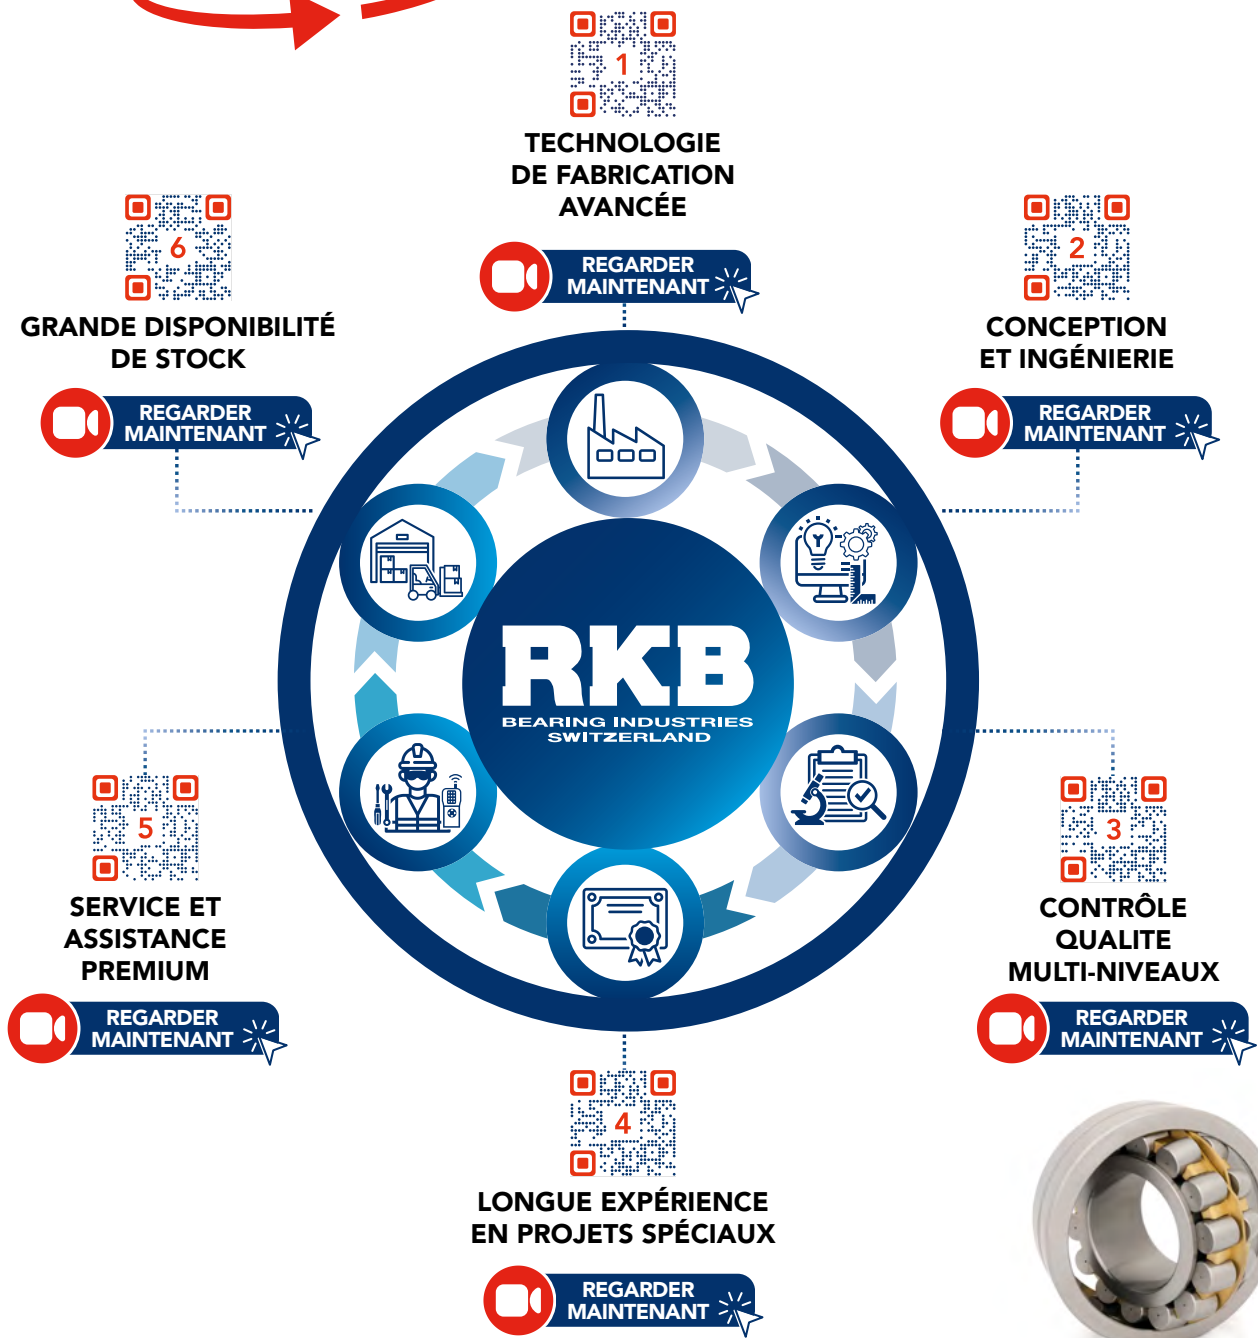 1
TECHNOLOGIE
DE FABRICATION
AVANCÉE
REGARDER
MAINTENANT
6
GRANDE DISPONIBILITÉ
DE STOCK
REGARDER
MAINTENANT
2
CONCEPTION
ET INGÉNIERIE
REGARDER
MAINTENANT
RKB
BEARING INDUSTRIES
SWITZERLAND
5
SERVICE ET
ASSISTANCE
PREMIUM
REGARDER
MAINTENANT
3
CONTRÔLE
QUALITE
MULTI-NIVEAUX
REGARDER
MAINTENANT
4
LONGUE EXPÉRIENCE
EN PROJETS SPÉCIAUX
REGARDER
MAINTENANT